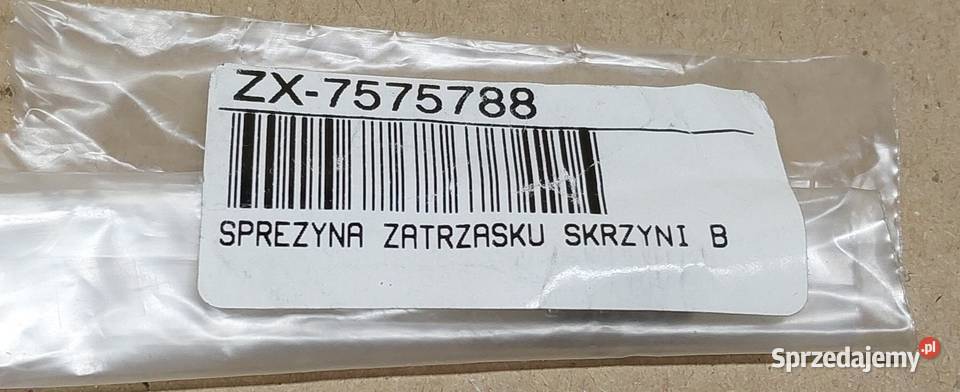 ZX-7575788
SPREZYNA ZATRZASKU SKRZYNI B
Sprzedajemy.pl